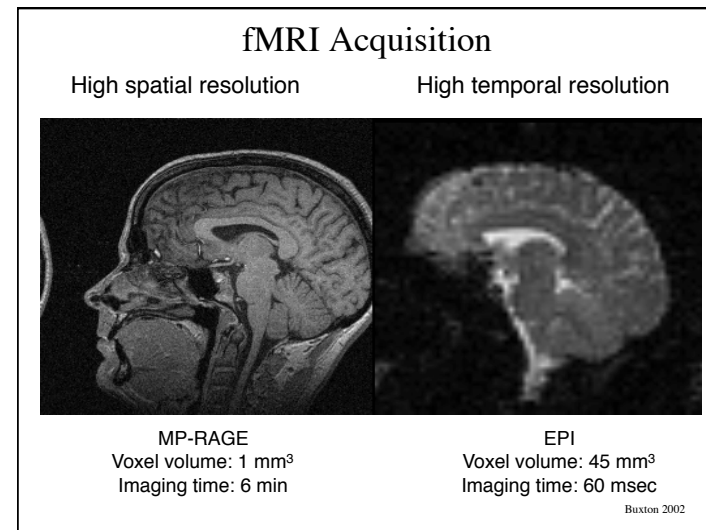 fMRI Acquisition
High spatial resolution
High temporal resolution
MP-RAGE
Voxel volume: 1 mm³
Imaging time: 6 min
EPI
Voxel volume: 45 mm³
Imaging time: 60 msec
Buxton 2002